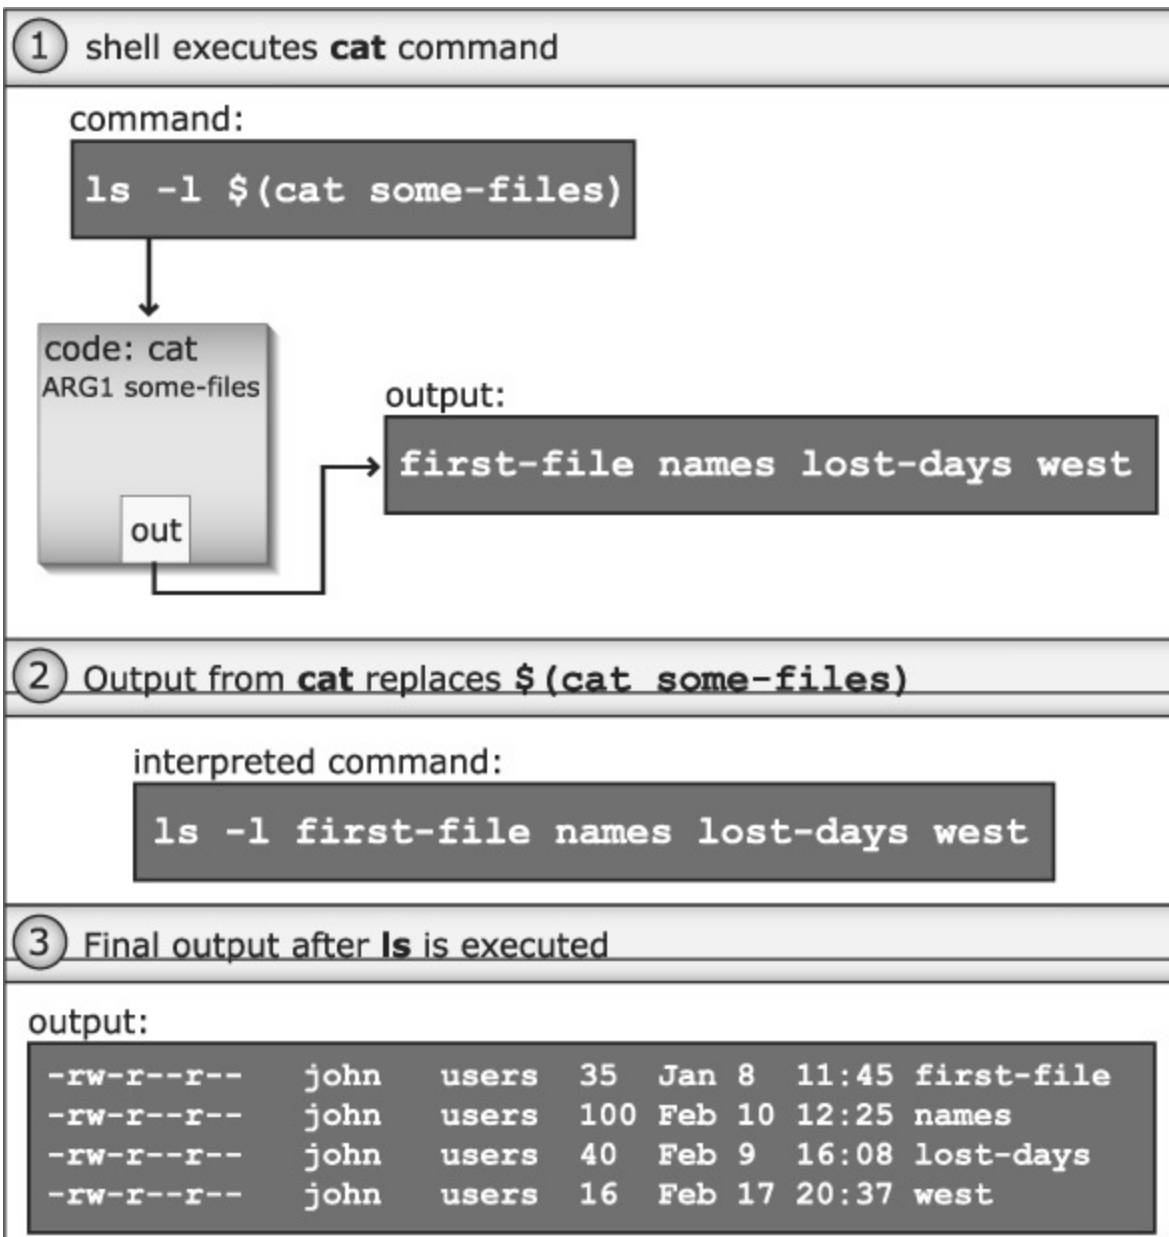 1 shell executes cat command
command:
ls -l $(cat some-files)
code: cat
ARG1 some-files
out
output:
first-file names lost-days west
2 Output from cat replaces $(cat some-files)
interpreted command:
ls -l first-file names lost-days west
3 Final output after ls is executed
output:
-rw-r--r-- john users 35 Jan 8 11:45 first-file
-rw-r--r-- john users 100 Feb 10 12:25 names
-rw-r--r-- john users 40 Feb 9 16:08 lost-days
-rw-r--r-- john users 16 Feb 17 20:37 west